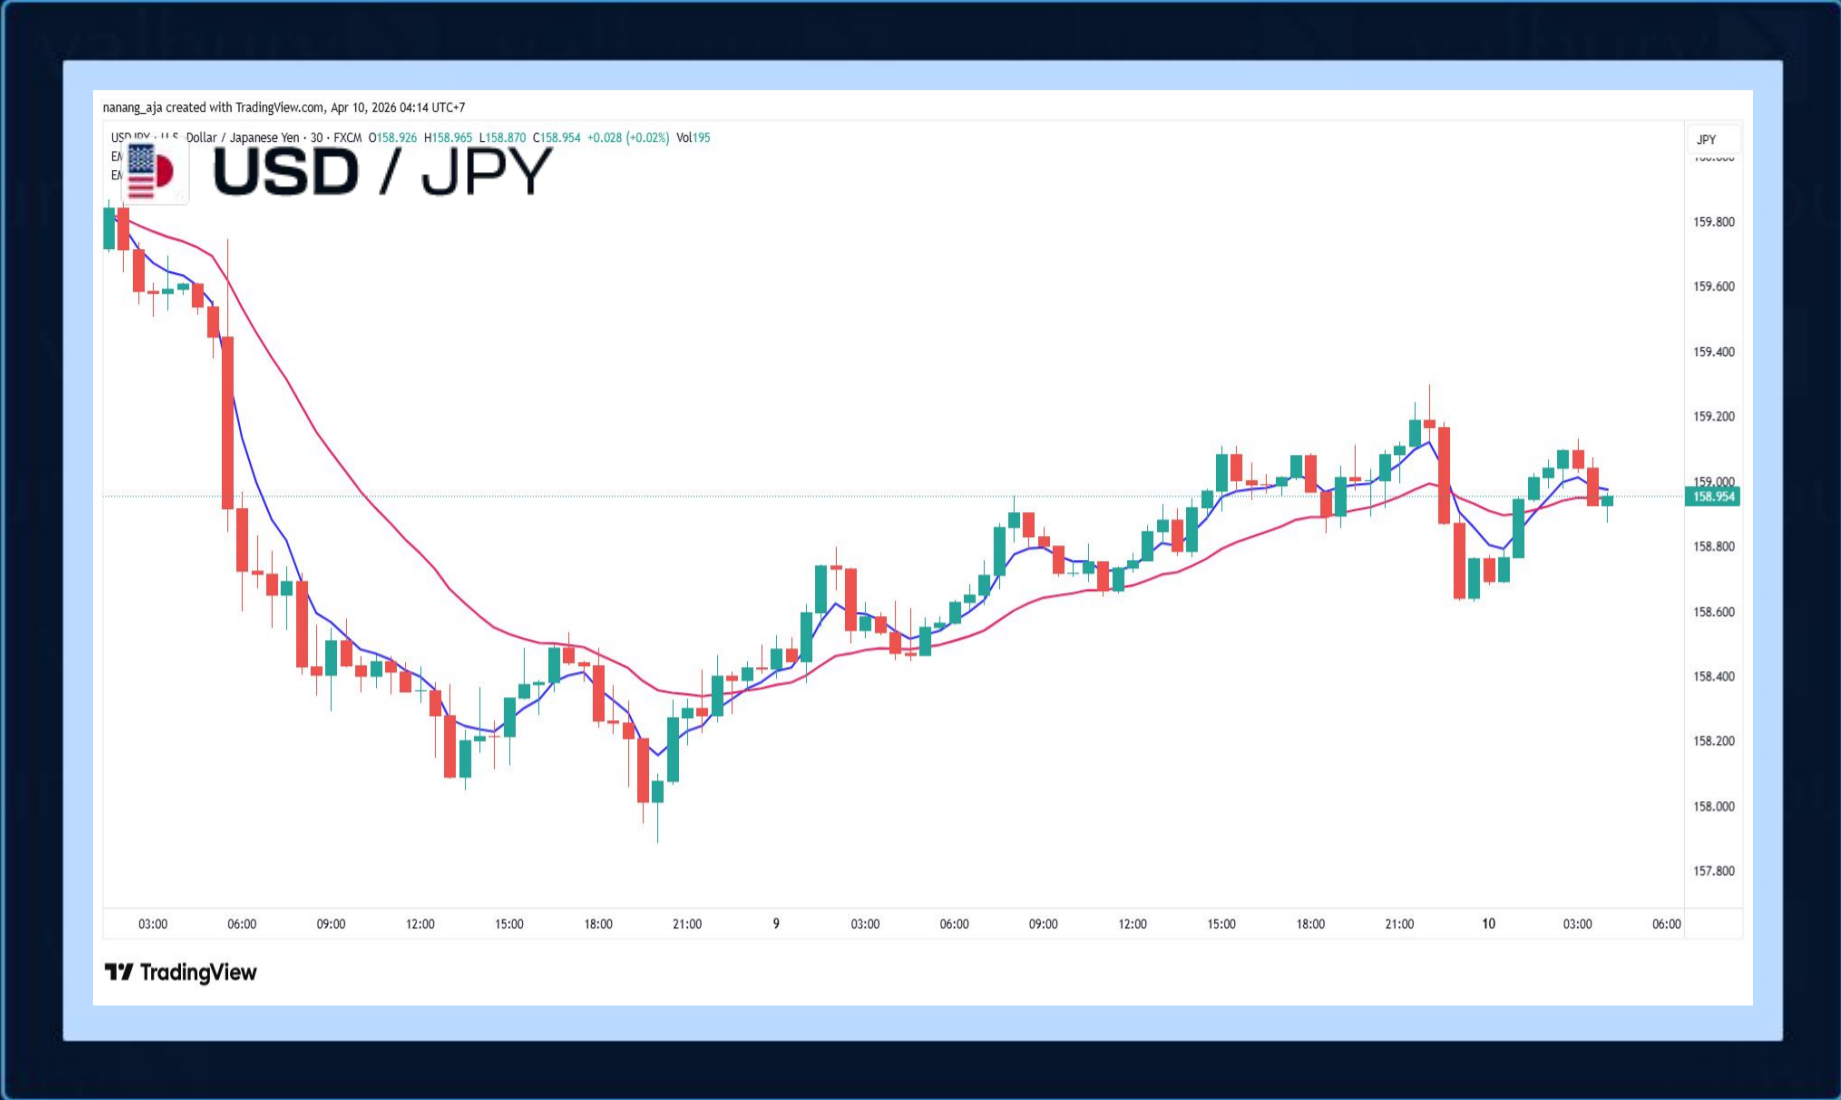 nanang_aja created with TradingView.com, Apr 10, 2026 04:14 UTC+7
Dollar / Japanese Yen · 30 · FXCM O158.926 H158.965 L158.870 C158.954 +0.028 (+0.02%) Vol195
JPY
USD / JPY
159.800
159.600
159.400
159.200
159.000
158.954
158.800
158.600
158.400
158.200
158.000
157.800
03:00 06:00 09:00 12:00 15:00 18:00 21:00 9 03:00 06:00 09:00 12:00 15:00 18:00 21:00 10 03:00 06:00
TradingView